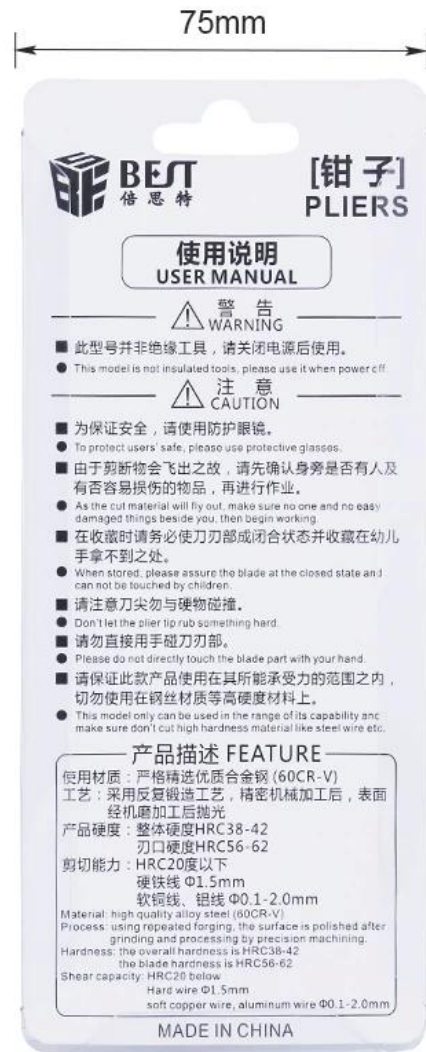 75mm
BEST
倍思特
[钳子]
PLIERS
使用说明
USER MANUAL
警 告
WARNING
■ 此型号并非绝缘工具，请关闭电源后使用。
● This model is not insulated tools, please use it when power off.
注 意
CAUTION
■ 为保证安全，请使用防护眼镜。
● To protect users' safe, please use protective glasses.
■ 由于剪断物会飞出之故，请先确认身旁是否有人及
有否容易损伤的物品，再进行作业。
● As the cut material will fly out, make sure no one and no easy
damaged things beside you, then begin working.
■ 在收藏时请务必使刀刃部成闭合状态并收藏在幼儿
手拿不到之处。
● When stored, please assure the blade at the closed state and
can not be touched by children.
■ 请注意刀尖勿与硬物碰撞。
● Don't let the plier tip rub something hard.
■ 请勿直接用手碰刀刃部。
● Please do not directly touch the blade part with your hand.
■ 请保证此款产品使用在其所能承受力的范围之内，
切勿使用在钢丝材质等高硬度材料上。
● This model only can be used in the range of its capability and
make sure don't cut high hardness material like steel wire etc.
产品描述 FEATURE
使用材质：严格精选优质合金钢 (60CR-V)
工艺：采用反复锻造工艺，精密机械加工后，表面
经机磨加工后抛光
产品硬度：整体硬度HRC38-42
刃口硬度HRC56-62
剪切能力：HRC20度以下
硬铁线 Φ1.5mm
软铜线、铝线 Φ0.1-2.0mm
Material: high quality alloy steel (60CR-V)
Process: using repeated forging, the surface is polished after
grinding and processing by precision machining.
Hardness: the overall hardness is HRC38-42
the blade hardness is HRC56-62
Shear capacity: HRC20 below
Hard wire Φ1.5mm
soft copper wire, aluminum wire Φ0.1-2.0mm
MADE IN CHINA